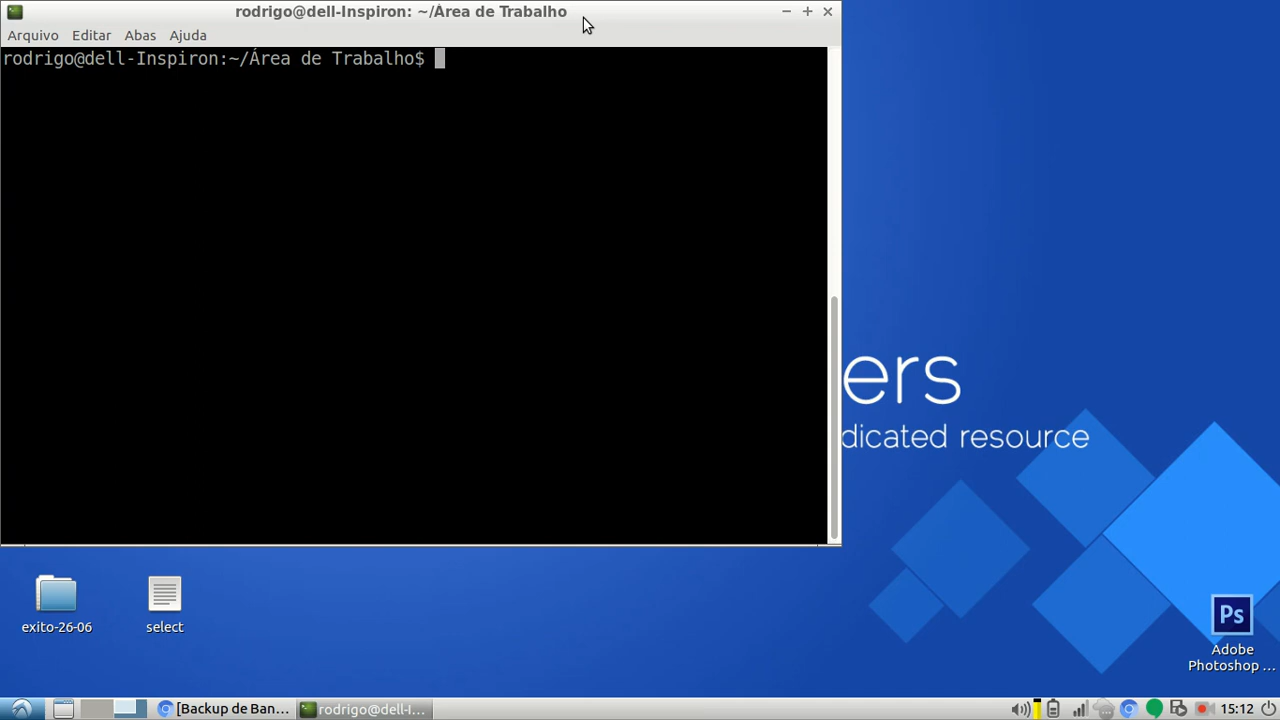 rodrigo@dell-Inspiron: ~/Área de Trabalho
Arquivo Editar Abas Ajuda
rodrigo@dell-Inspiron:~/Área de Trabalho$
ers
dicated resource
exito-26-06
select
Ps
Adobe
Photoshop ...
[Backup de Ban...
rodrigo@dell-I...
15:12